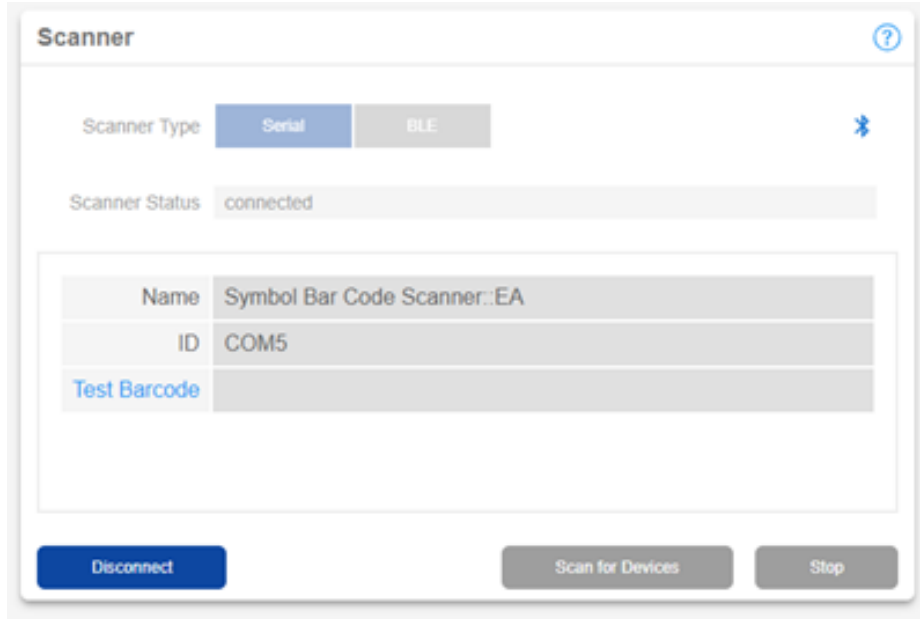 Scanner
Scanner Type Serial BLE
Scanner Status connected
Name Symbol Bar Code Scanner::EA
ID COM5
Test Barcode
Disconnect Scan for Devices Stop